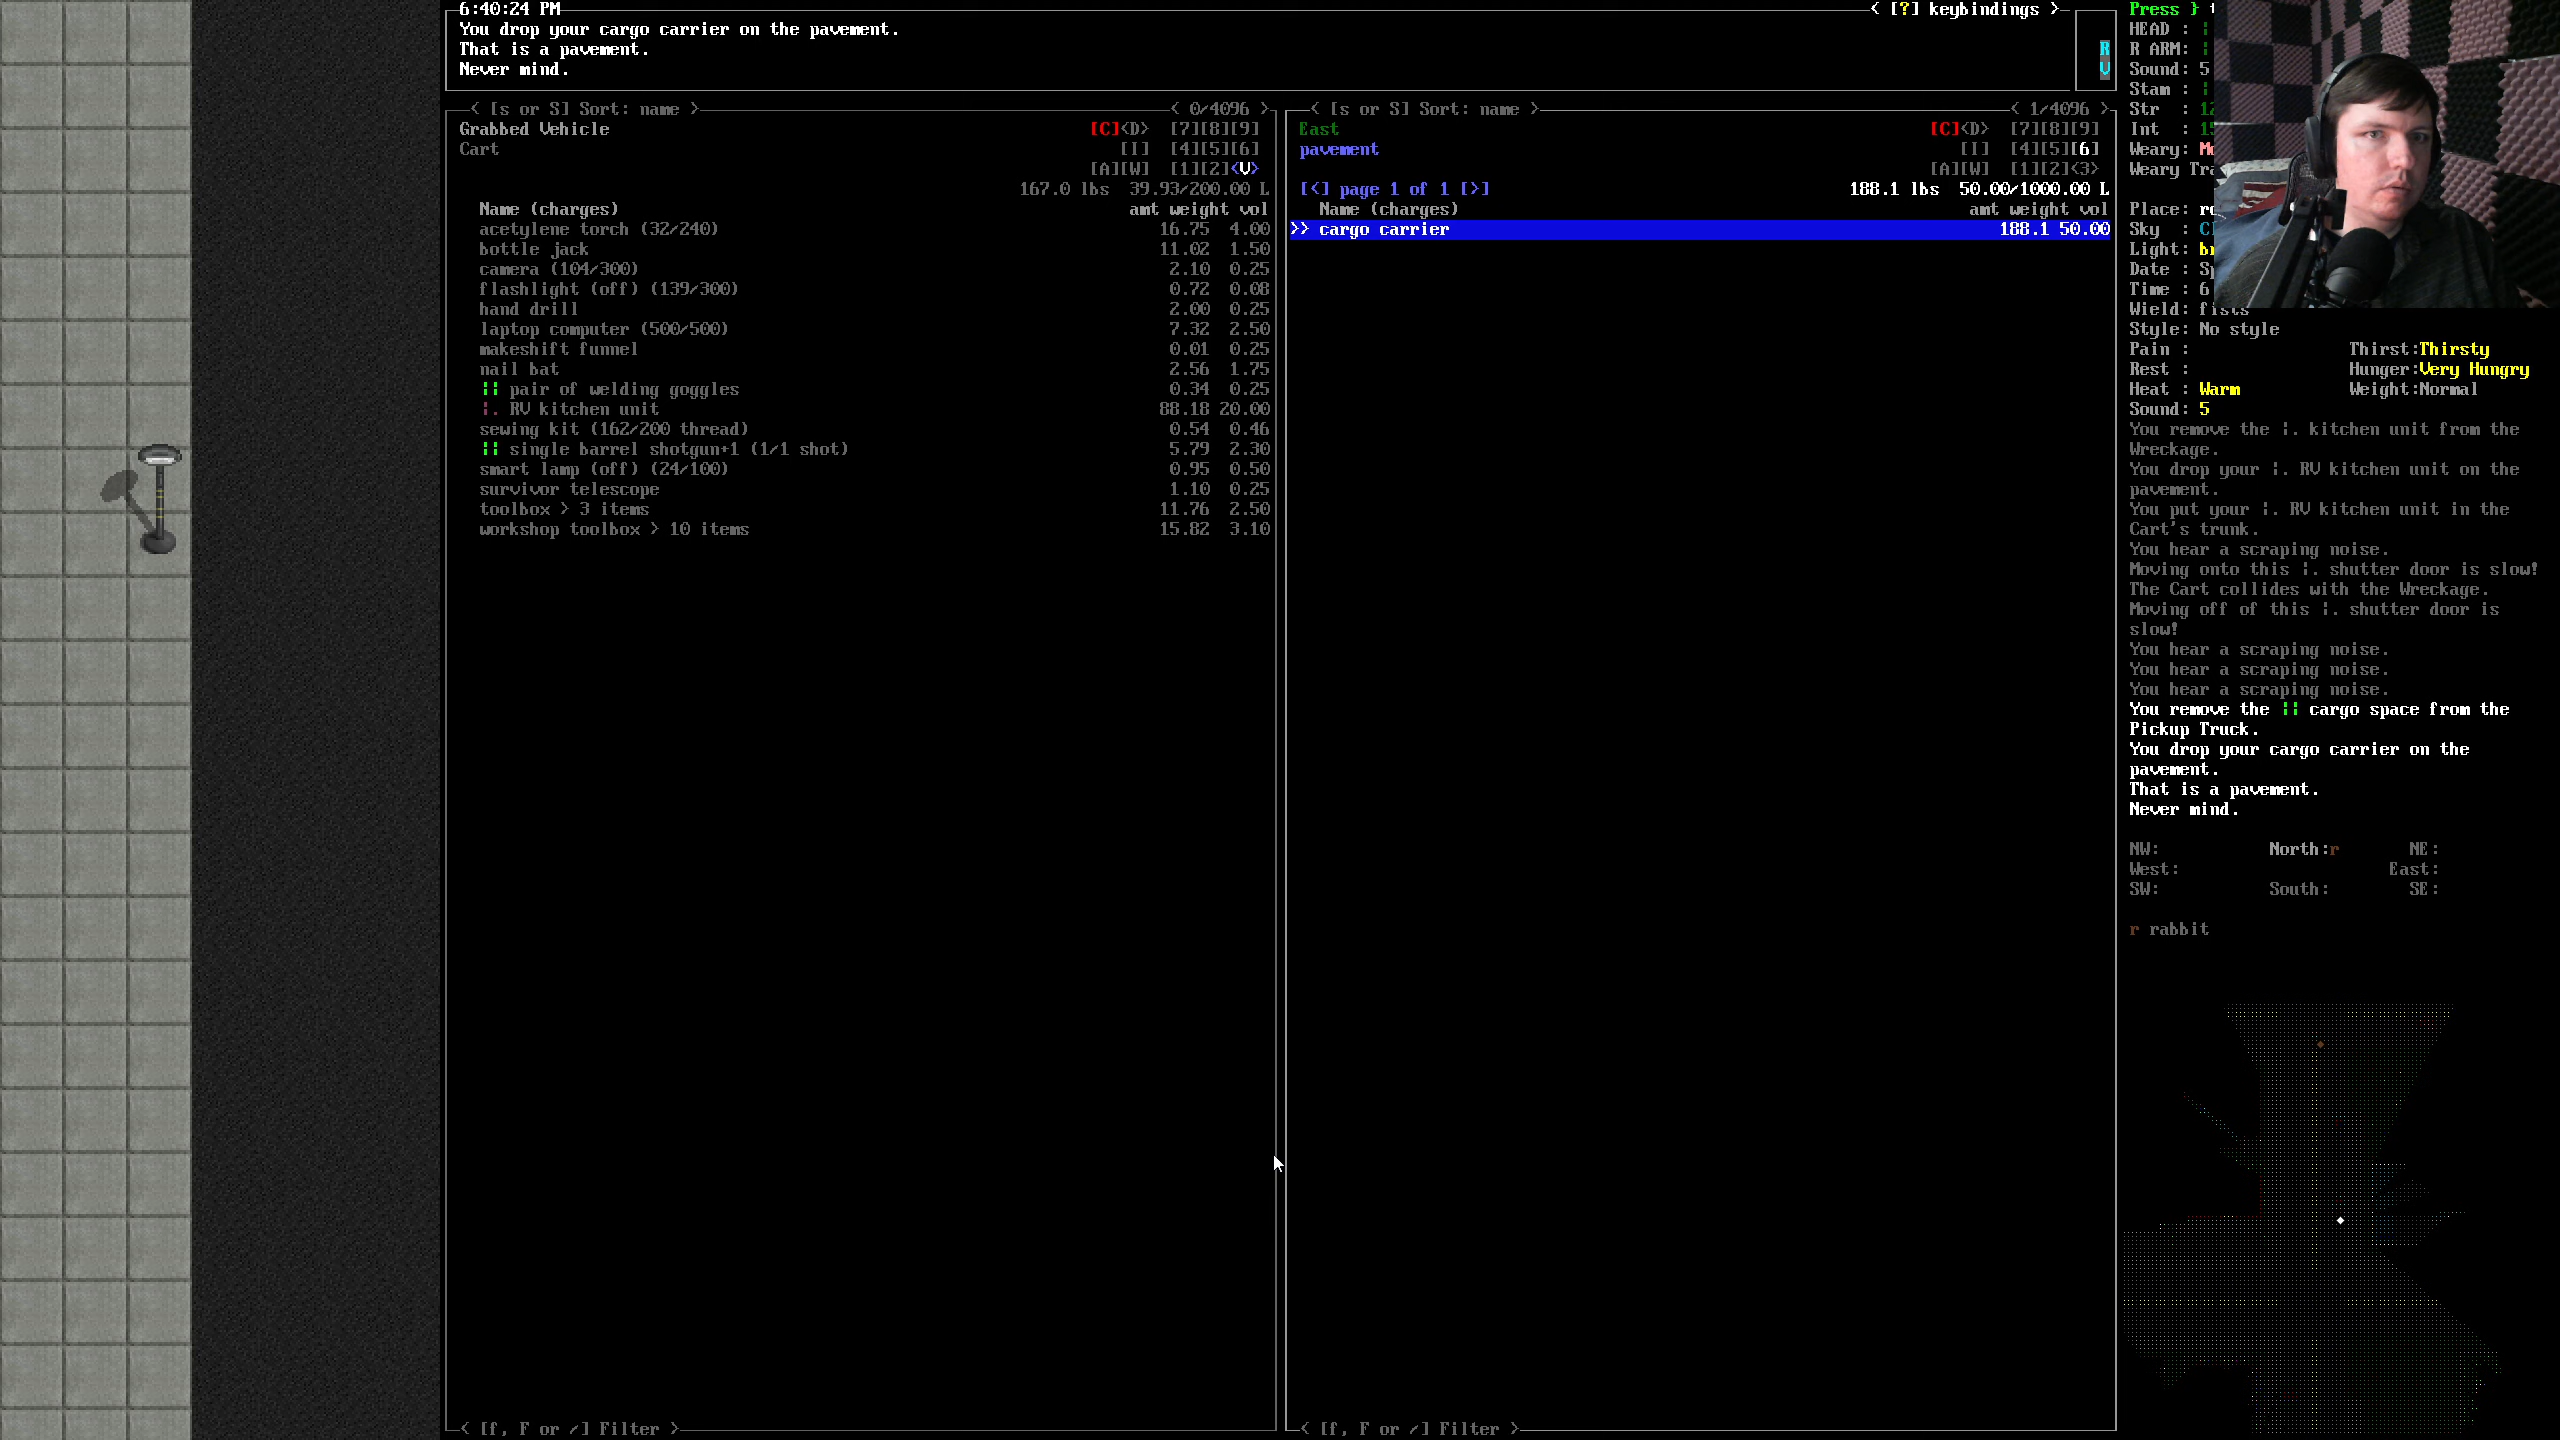 6:40:24 PM
< [?] keybindings >
You drop your cargo carrier on the pavement.
That is a pavement.
Never mind.
R
V
< [s or S] Sort: name >
< 0/4096 >
Grabbed Vehicle
[C]<D> [7][8][9]
Cart
[I] [4][5][6]
[A][W] [1][2]<V>
167.0 lbs 39.93/200.00 L
Name (charges) amt weight vol
acetylene torch (32/240) 16.75 4.00
bottle jack 11.02 1.50
camera (104/300) 2.10 0.25
flashlight (off) (139/300) 0.72 0.08
hand drill 2.00 0.25
laptop computer (500/500) 7.32 2.50
makeshift funnel 0.01 0.25
nail bat 2.56 1.75
|| pair of welding goggles 0.34 0.25
|. RV kitchen unit 88.18 20.00
sewing kit (162/200 thread) 0.54 0.46
|| single barrel shotgun+1 (1/1 shot) 5.79 2.30
smart lamp (off) (24/100) 0.95 0.50
survivor telescope 1.10 0.25
toolbox > 3 items 11.76 2.50
workshop toolbox > 10 items 15.82 3.10
< [f, F or /] Filter >
< [s or S] Sort: name >
< 1/4096 >
East
[C]<D> [7][8][9]
pavement
[I] [4][5][6]
[A][W] [1][2]<3>
[<] page 1 of 1 [>] 188.1 lbs 50.00/1000.00 L
Name (charges) amt weight vol
>> cargo carrier 188.1 50.00
< [f, F or /] Filter >
Press }
HEAD :
R ARM:
Sound: 5
Stam :
Str : 12
Int : 15
Weary:
Weary
Place:
Sky :
Light:
Date :
Time : 6
Wield: fists
Style: No style
Pain : Thirst:Thirsty
Rest : Hunger:Very Hungry
Heat : Warm Weight:Normal
Sound: 5
You remove the |. kitchen unit from the
Wreckage.
You drop your |. RV kitchen unit on the
pavement.
You put your |. RV kitchen unit in the
Cart's trunk.
You hear a scraping noise.
Moving onto this |. shutter door is slow!
The Cart collides with the Wreckage.
Moving off of this |. shutter door is
slow!
You hear a scraping noise.
You hear a scraping noise.
You hear a scraping noise.
You remove the || cargo space from the
Pickup Truck.
You drop your cargo carrier on the
pavement.
That is a pavement.
Never mind.
NW: North:r NE:
West: East:
SW: South: SE:
r rabbit